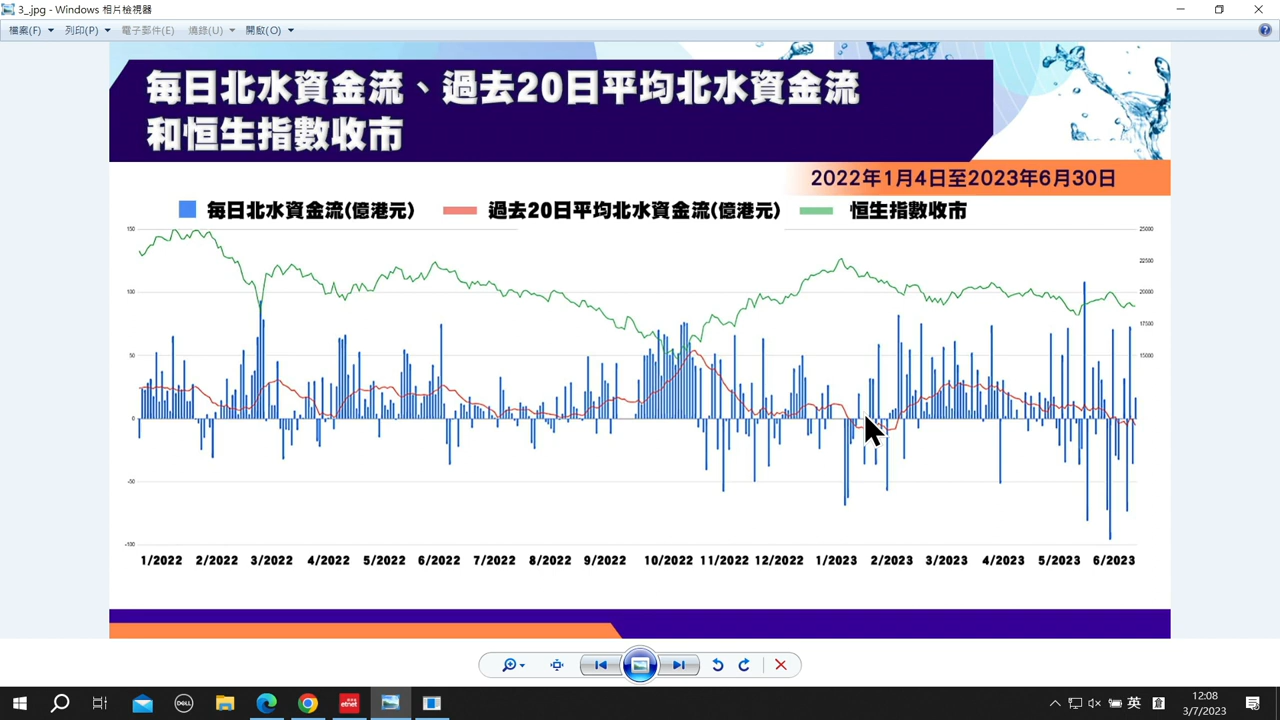 3_.jpg - Windows 相片檢視器
檔案(F) 列印(P) 電子郵件(E) 燒錄(U) 開啟(O)
每日北水資金流、過去20日平均北水資金流
和恒生指數收市
2022年1月4日至2023年6月30日
每日北水資金流(億港元) 過去20日平均北水資金流(億港元) 恒生指數收市
150 25000
22500
100 20000
17500
50 15000
0
-50
-100
1/2022 2/2022 3/2022 4/2022 5/2022 6/2022 7/2022 8/2022 9/2022 10/2022 11/2022 12/2022 1/2023 2/2023 3/2023 4/2023 5/2023 6/2023
DELL etnet 英 倉 12:08
3/7/2023